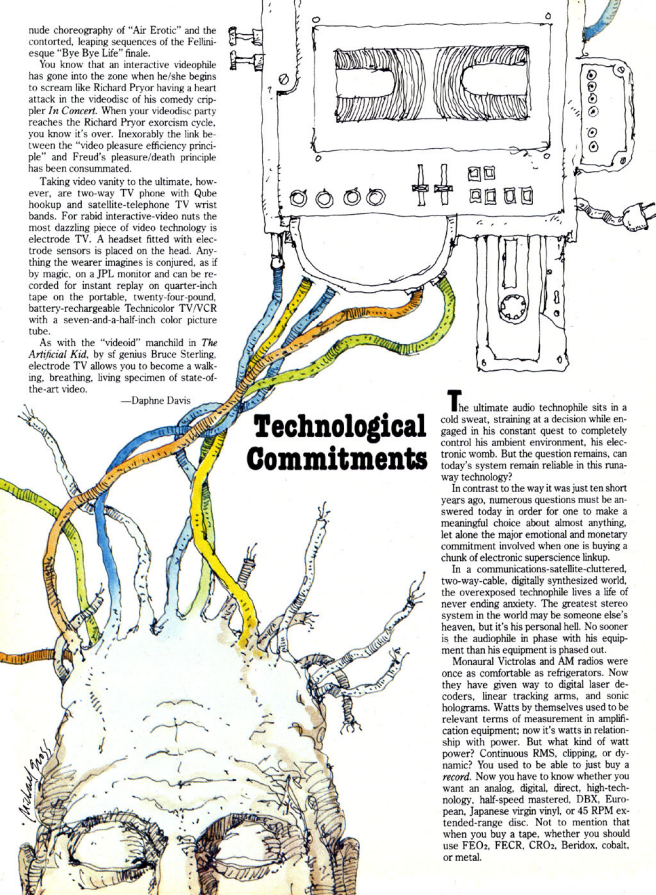 nude choreography of “Air Erotic” and the
contorted, leaping sequences of the Fellini-
esque “Bye Bye Life” finale.
You know that an interactive videophile
has gone into the zone when he/she begins
to scream like Richard Pryor having a heart
attack in the videodisc of his comedy crip-
pler In Concert. When your videodisc party
reaches the Richard Pryor exorcism cycle,
you know it's over. Inexorably the link be-
tween the “video pleasure efficiency princi-
ple” and Freud's pleasure/death principle
has been consummated.
Taking video vanity to the ultimate, how-
ever, are two-way TV phone with Qube
hookup and satellite-telephone TV wrist
bands. For rabid interactive-video nuts the
most dazzling piece of video technology is
electrode TV. A headset fitted with elec-
trode sensors is placed on the head. Any-
thing the wearer imagines is conjured, as if
by magic, on a JPL monitor and can be re-
corded for instant replay on quarter-inch
tape on the portable, twenty-four-pound,
battery-rechargeable Technicolor TV/VCR
with a seven-and-a-half-inch color picture
tube.
As with the “videoid” manchild in The
Artificial Kid, by sf genius Bruce Sterling,
electrode TV allows you to become a walk-
ing, breathing, living specimen of state-of-
the-art video.
—Daphne Davis
Technological
Commitments
The ultimate audio technophile sits in a
cold sweat, straining at a decision while en-
gaged in his constant quest to completely
control his ambient environment, his elec-
tronic womb. But the question remains, can
today's system remain reliable in this runa-
way technology?
In contrast to the way it was just ten short
years ago, numerous questions must be an-
swered today in order for one to make a
meaningful choice about almost anything,
let alone the major emotional and monetary
commitment involved when one is buying a
chunk of electronic superscience linkup.
In a communications-satellite-cluttered,
two-way-cable, digitally synthesized world,
the overexposed technophile lives a life of
never ending anxiety. The greatest stereo
system in the world may be someone else's
heaven, but it's his personal hell. No sooner
is the audiophile in phase with his equip-
ment than his equipment is phased out.
Monaural Victrolas and AM radios were
once as comfortable as refrigerators. Now
they have given way to digital laser de-
coders, linear tracking arms, and sonic
holograms. Watts by themselves used to be
relevant terms of measurement in amplifi-
cation equipment; now it's watts in relation-
ship with power. But what kind of watt
power? Continuous RMS, clipping, or dy-
namic? You used to be able to just buy a
record. Now you have to know whether you
want an analog, digital, direct, high-tech-
nology, half-speed mastered, DBX, Euro-
pean, Japanese virgin vinyl, or 45 RPM ex-
tended-range disc. Not to mention that
when you buy a tape, whether you should
use FEO₂, FECR, CRO₂, Beridox, cobalt,
or metal.